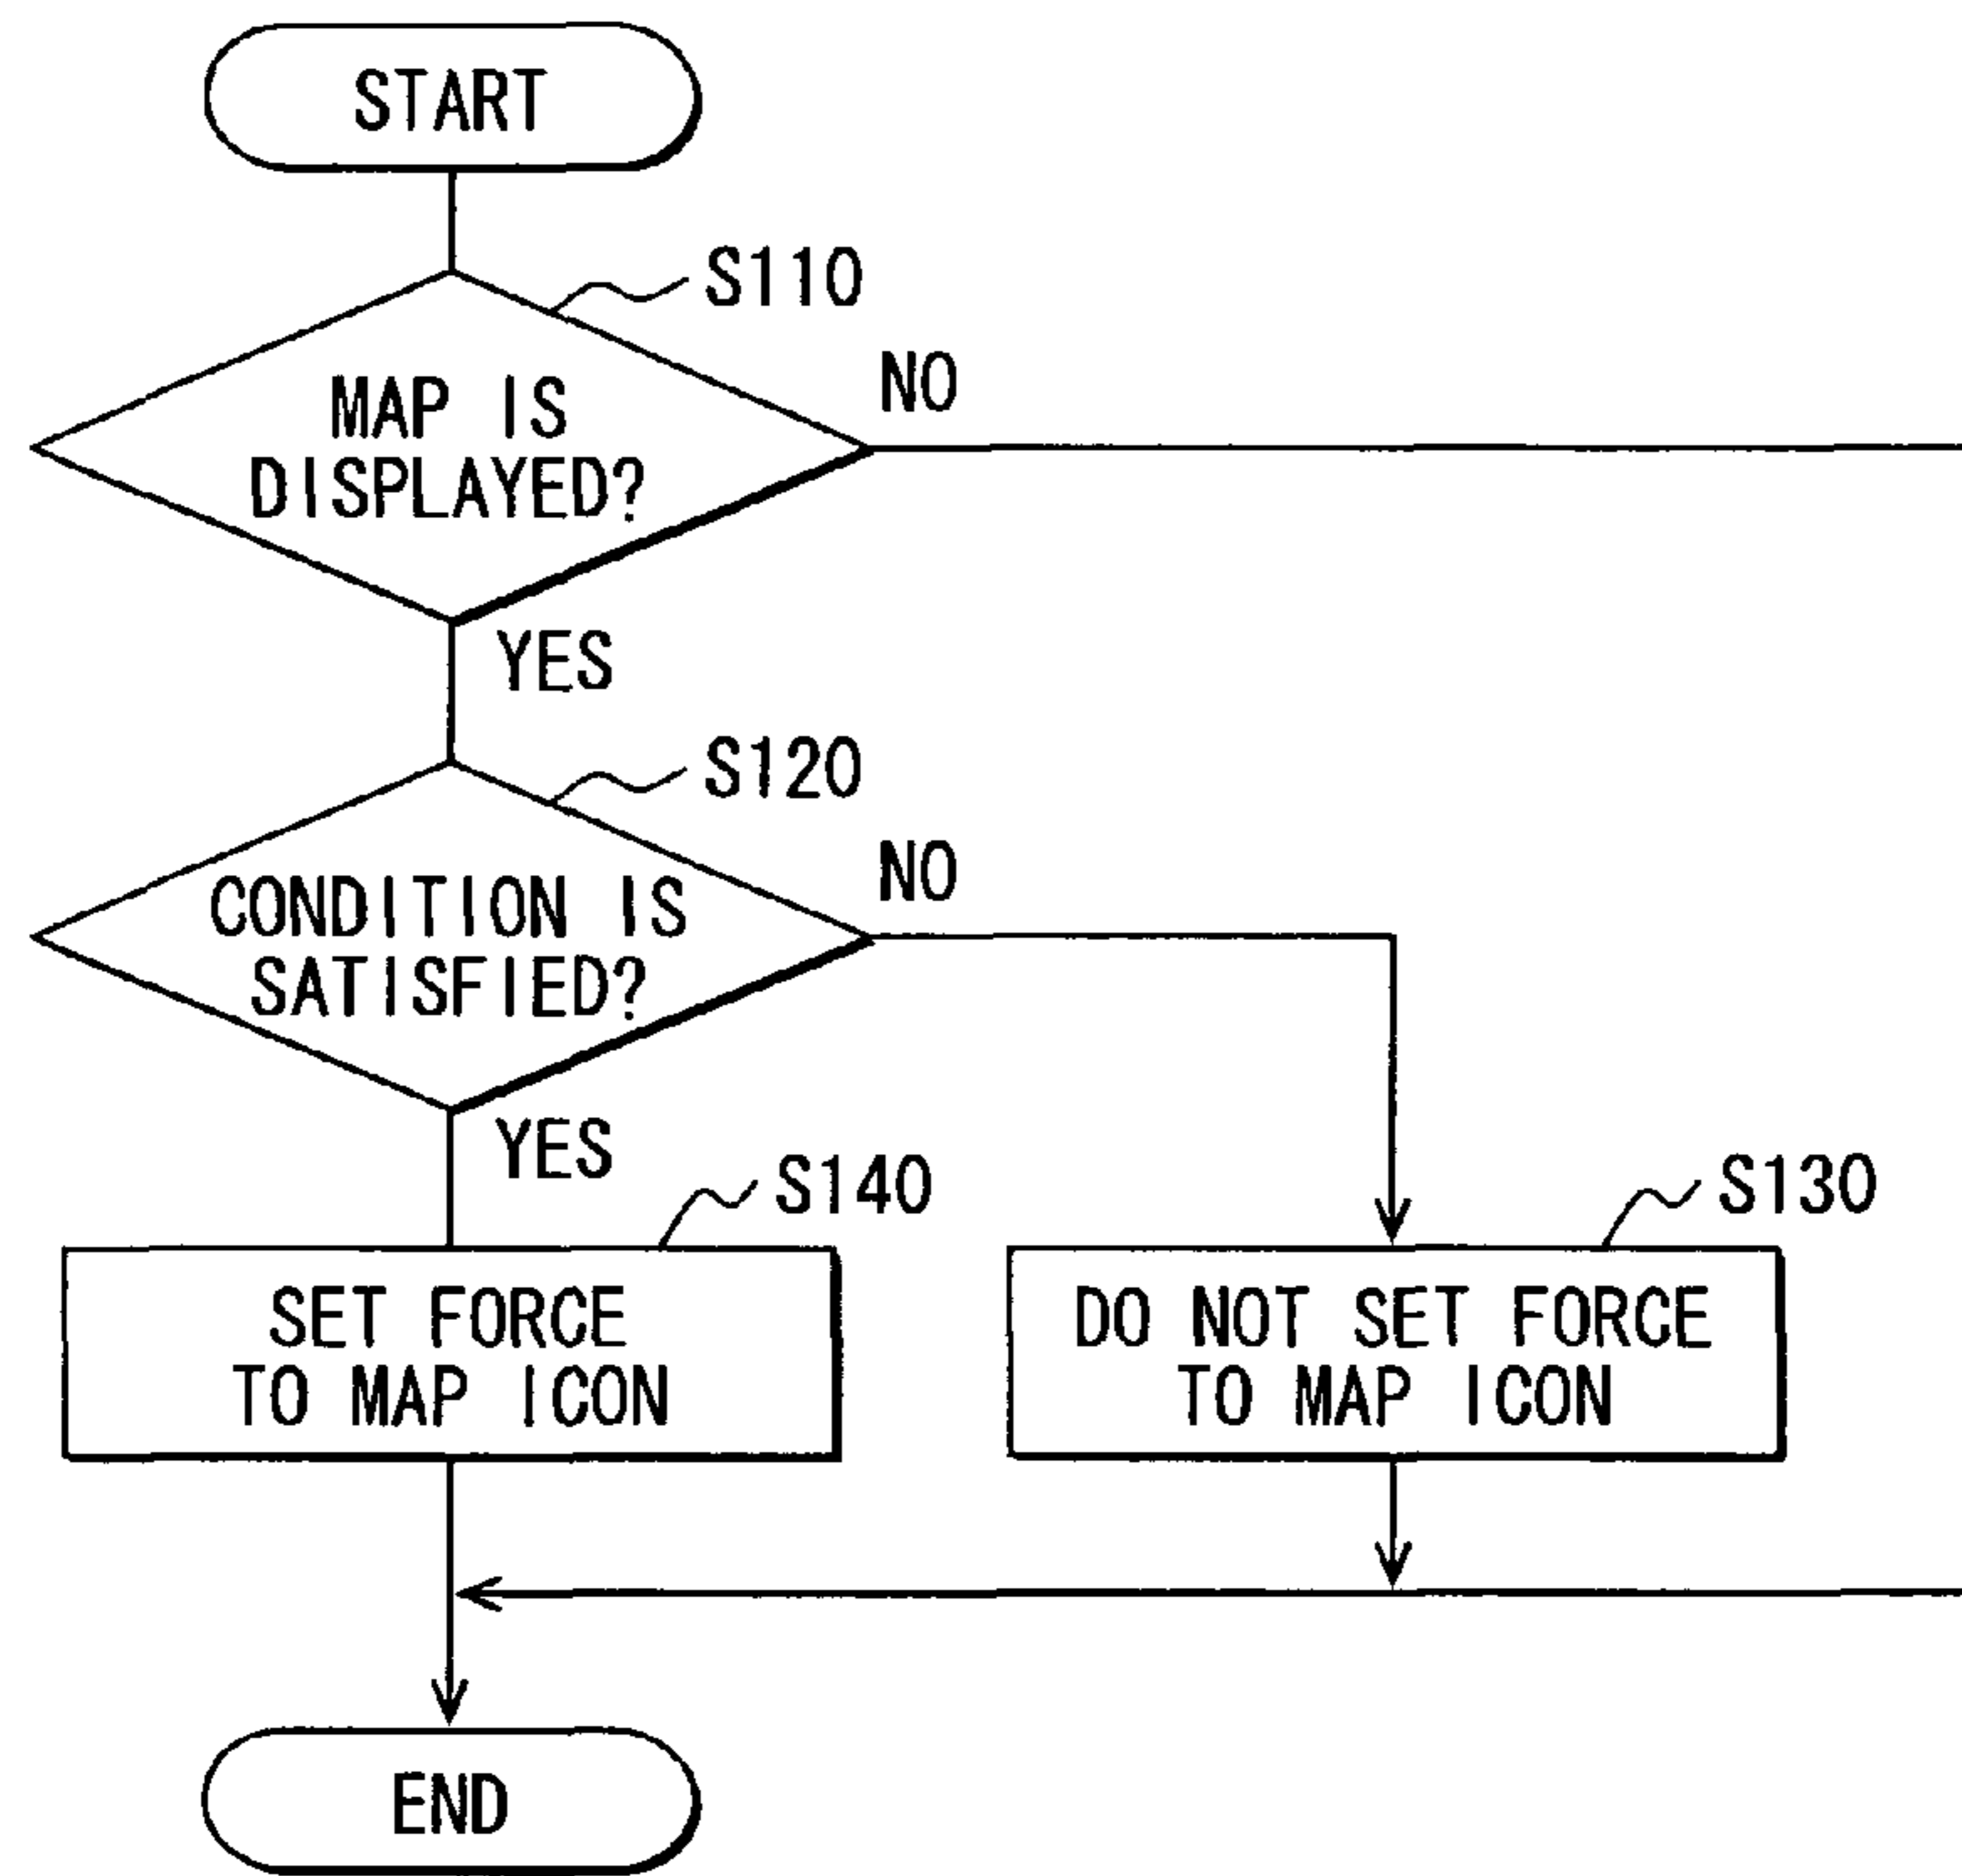 START
S110
MAP IS
DISPLAYED?
NO
YES
S120
CONDITION IS
SATISFIED?
NO
YES
S140
SET FORCE
TO MAP ICON
S130
DO NOT SET FORCE
TO MAP ICON
END